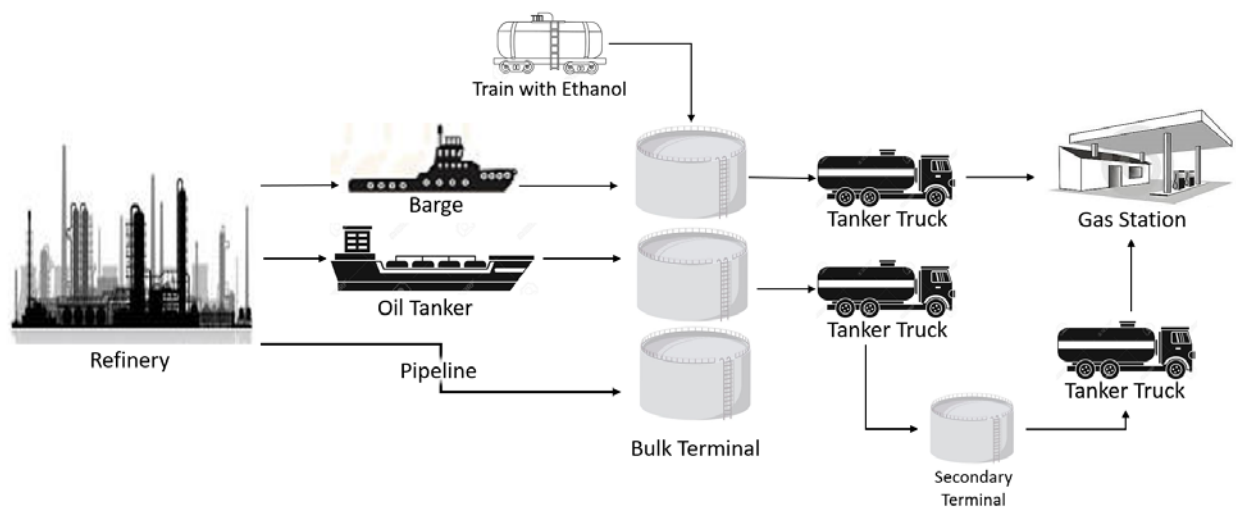 Train with Ethanol
Barge
Tanker Truck
Gas Station
Oil Tanker
Tanker Truck
Refinery
Pipeline
Tanker Truck
Bulk Terminal
Secondary
Terminal